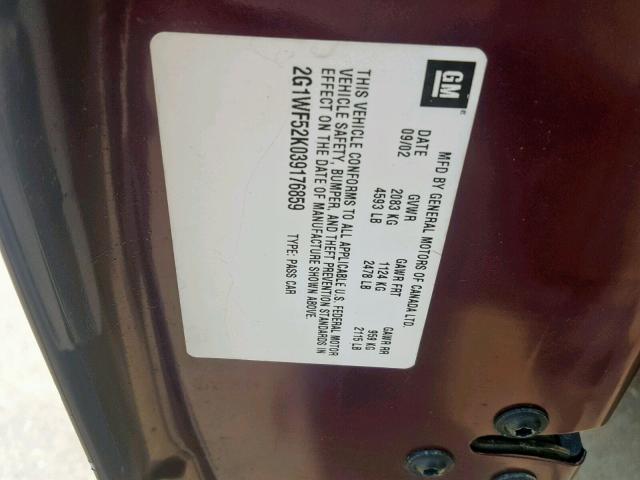 GM
MFD BY GENERAL MOTORS OF CANADA LTD.
DATE GVWR GAWR FRT GAWR RR
09/02 2083 KG 1124 KG 959 KG
4593 LB 2478 LB 2115 LB
THIS VEHICLE CONFORMS TO ALL APPLICABLE U.S. FEDERAL MOTOR
VEHICLE SAFETY, BUMPER, AND THEFT PREVENTION STANDARDS IN
EFFECT ON THE DATE OF MANUFACTURE SHOWN ABOVE.
2G1WF52K039176859 TYPE: PASS CAR